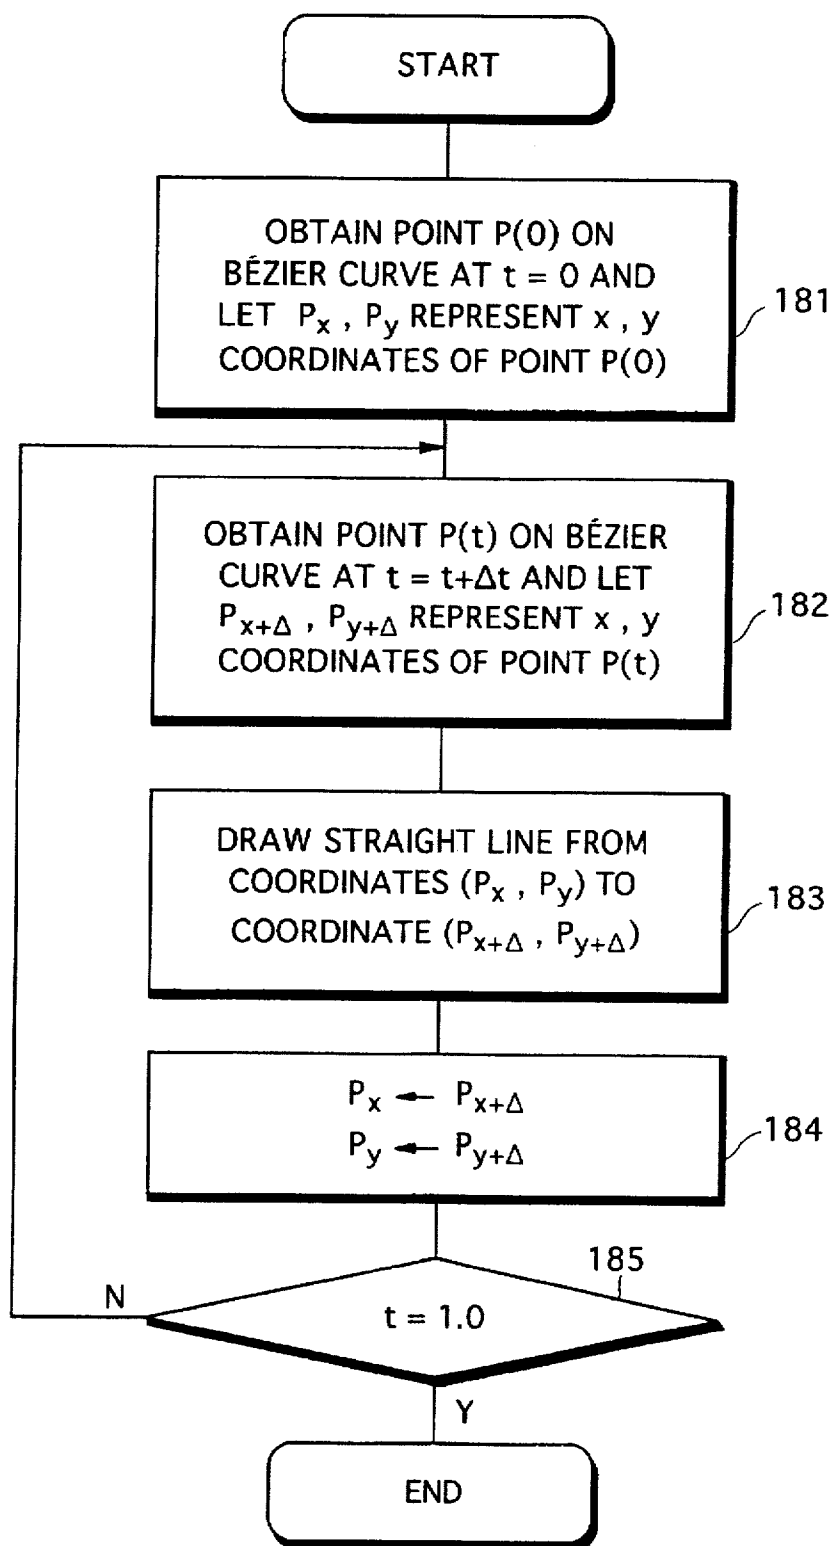 START
OBTAIN POINT P(0) ON
BÉZIER CURVE AT t = 0 AND
LET Px , Py REPRESENT x , y
COORDINATES OF POINT P(0)
181
OBTAIN POINT P(t) ON BÉZIER
CURVE AT t = t+Δt AND LET
Px+Δ , Py+Δ REPRESENT x , y
COORDINATES OF POINT P(t)
182
DRAW STRAIGHT LINE FROM
COORDINATES (Px , Py) TO
COORDINATE (Px+Δ , Py+Δ)
183
Px ← Px+Δ
Py ← Py+Δ
184
185
N
t = 1.0
Y
END